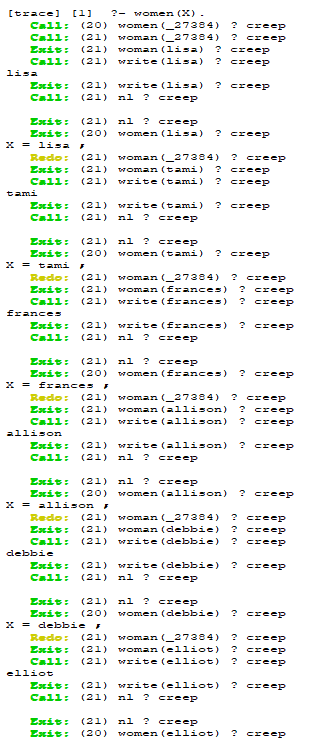 [trace] [1]  ?- women(X).
   Call: (20) women(_27384) ? creep
   Call: (21) woman(_27384) ? creep
   Exit: (21) woman(lisa) ? creep
   Call: (21) write(lisa) ? creep
lisa
   Exit: (21) write(lisa) ? creep
   Call: (21) nl ? creep

   Exit: (21) nl ? creep
   Exit: (20) women(lisa) ? creep
X = lisa ;
   Redo: (21) woman(_27384) ? creep
   Exit: (21) woman(tami) ? creep
   Call: (21) write(tami) ? creep
tami
   Exit: (21) write(tami) ? creep
   Call: (21) nl ? creep

   Exit: (21) nl ? creep
   Exit: (20) women(tami) ? creep
X = tami ;
   Redo: (21) woman(_27384) ? creep
   Exit: (21) woman(frances) ? creep
   Call: (21) write(frances) ? creep
frances
   Exit: (21) write(frances) ? creep
   Call: (21) nl ? creep

   Exit: (21) nl ? creep
   Exit: (20) women(frances) ? creep
X = frances ;
   Redo: (21) woman(_27384) ? creep
   Exit: (21) woman(allison) ? creep
   Call: (21) write(allison) ? creep
allison
   Exit: (21) write(allison) ? creep
   Call: (21) nl ? creep

   Exit: (21) nl ? creep
   Exit: (20) women(allison) ? creep
X = allison ;
   Redo: (21) woman(_27384) ? creep
   Exit: (21) woman(debbie) ? creep
   Call: (21) write(debbie) ? creep
debbie
   Exit: (21) write(debbie) ? creep
   Call: (21) nl ? creep

   Exit: (21) nl ? creep
   Exit: (20) women(debbie) ? creep
X = debbie ;
   Redo: (21) woman(_27384) ? creep
   Exit: (21) woman(elliot) ? creep
   Call: (21) write(elliot) ? creep
elliot
   Exit: (21) write(elliot) ? creep
   Call: (21) nl ? creep

   Exit: (21) nl ? creep
   Exit: (20) women(elliot) ? creep